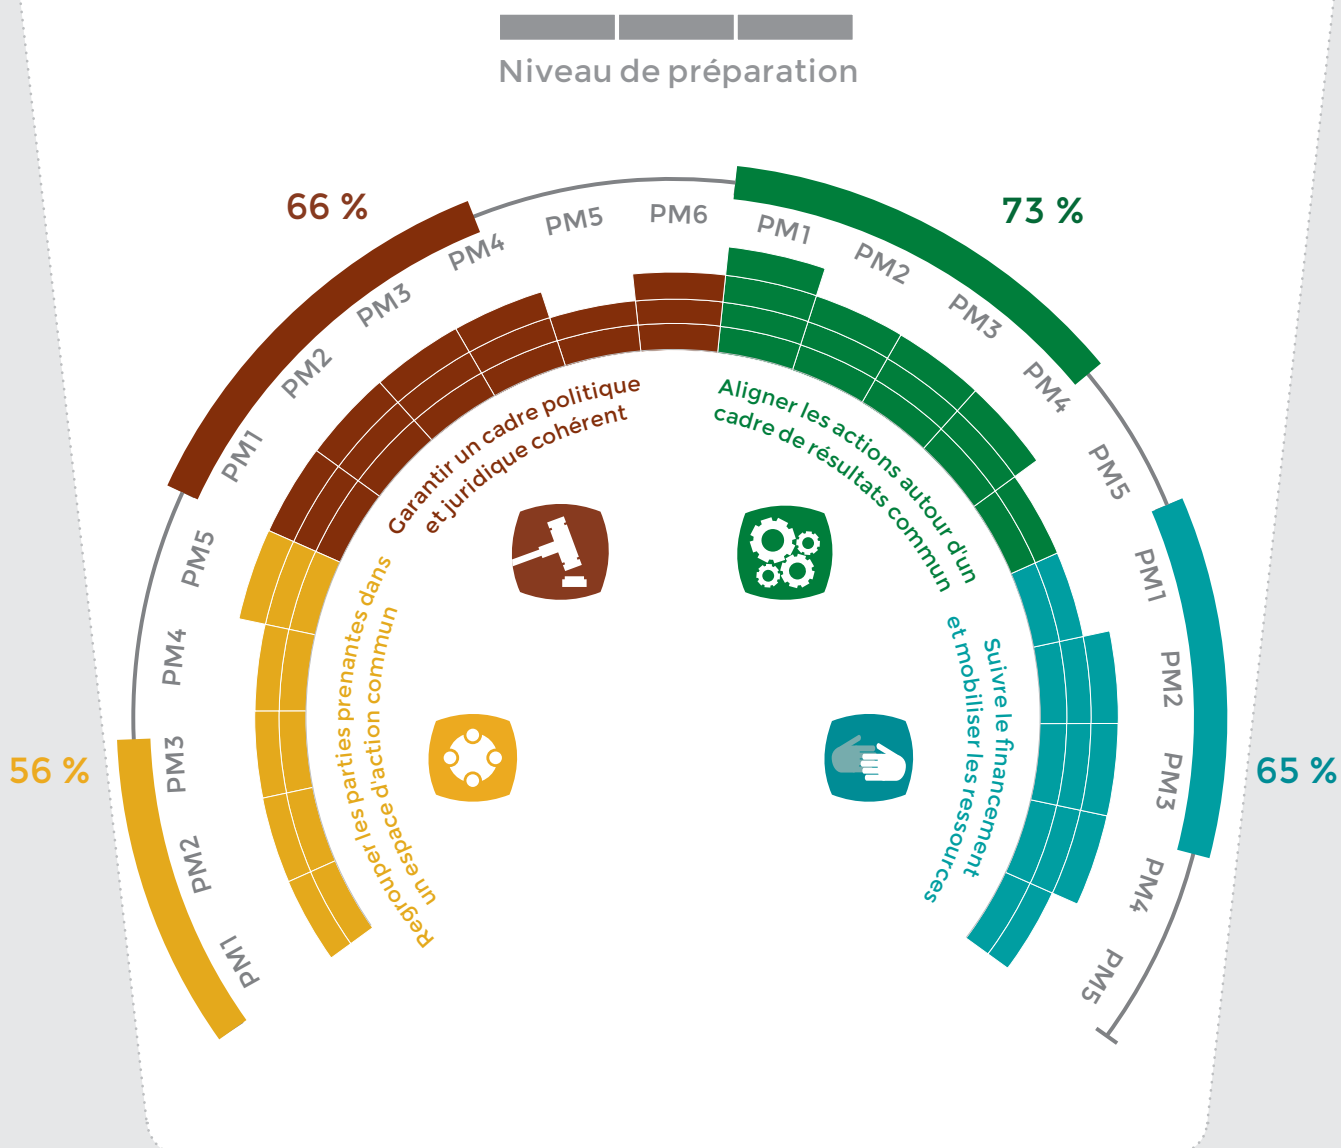 Niveau de préparation
56 %
PM1
PM2
PM3
PM4
PM5
Regrouper les parties prenantes dans
un espace d'action commun
66 %
PM1
PM2
PM3
PM4
PM5
PM6
Garantir un cadre politique
et juridique cohérent
73 %
PM1
PM2
PM3
PM4
PM5
Aligner les actions autour d'un
cadre de résultats commun
65 %
PM1
PM2
PM3
PM4
PM5
Suivre le financement
et mobiliser les ressources